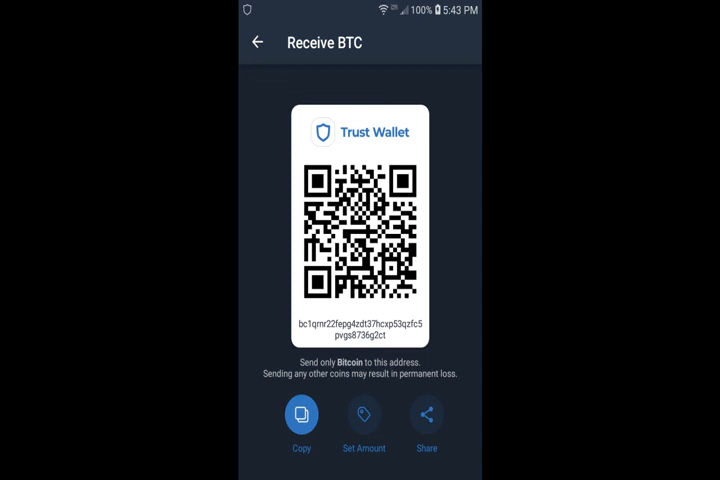 100% 5:43 PM
Receive BTC
Trust Wallet
bc1qrnr22fepg4zdt37hcxp53qzfc5
pvgs8736g2ct
Send only Bitcoin to this address.
Sending any other coins may result in permanent loss.
Copy Set Amount Share